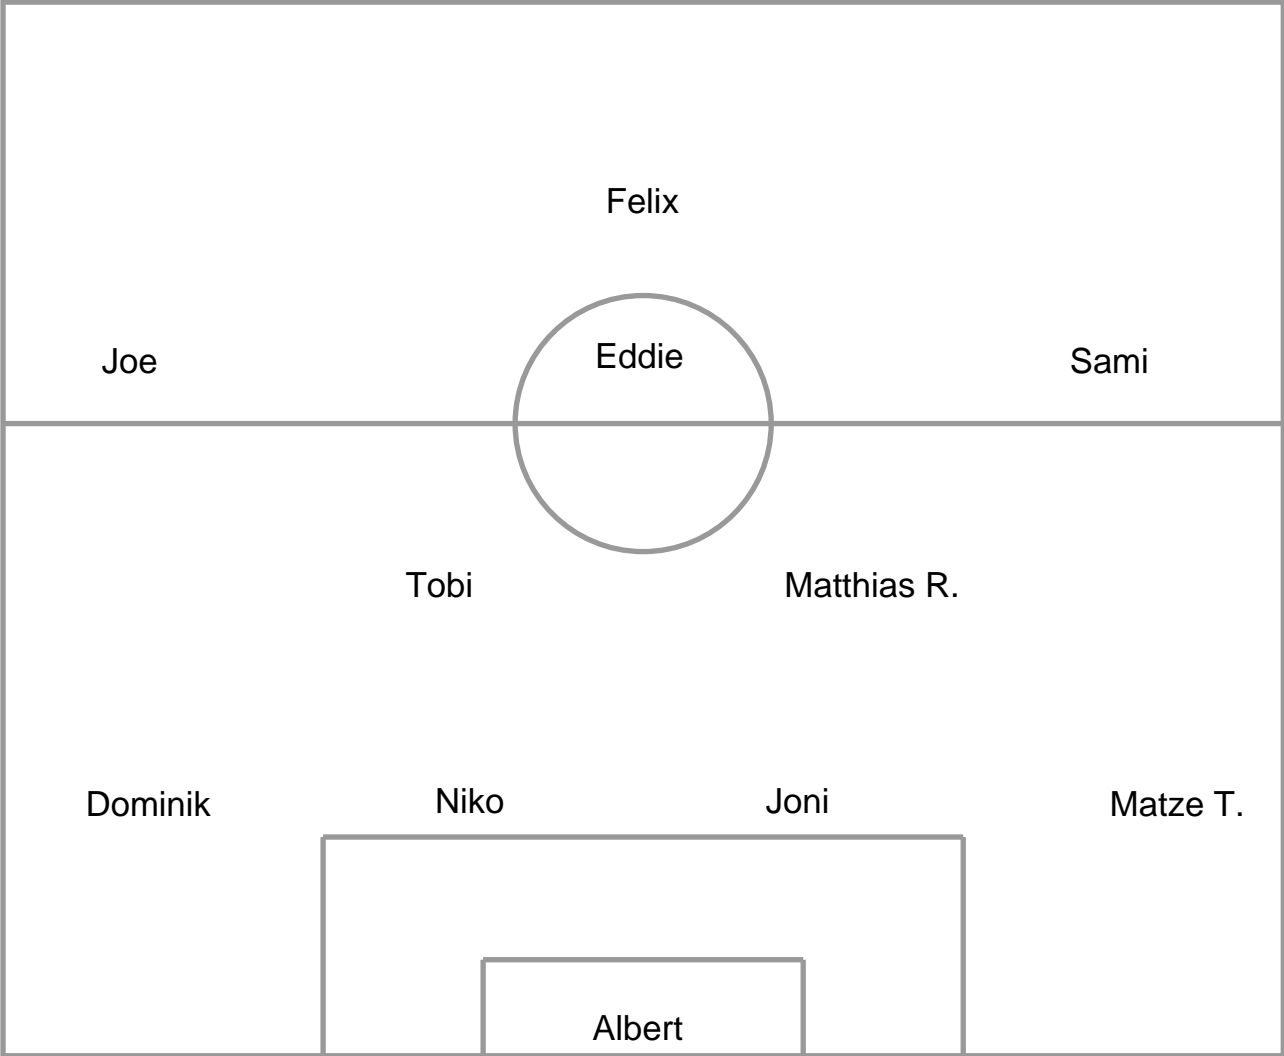 Felix
Joe
Eddie
Sami
Tobi
Matthias R.
Dominik
Niko
Joni
Matze T.
Albert